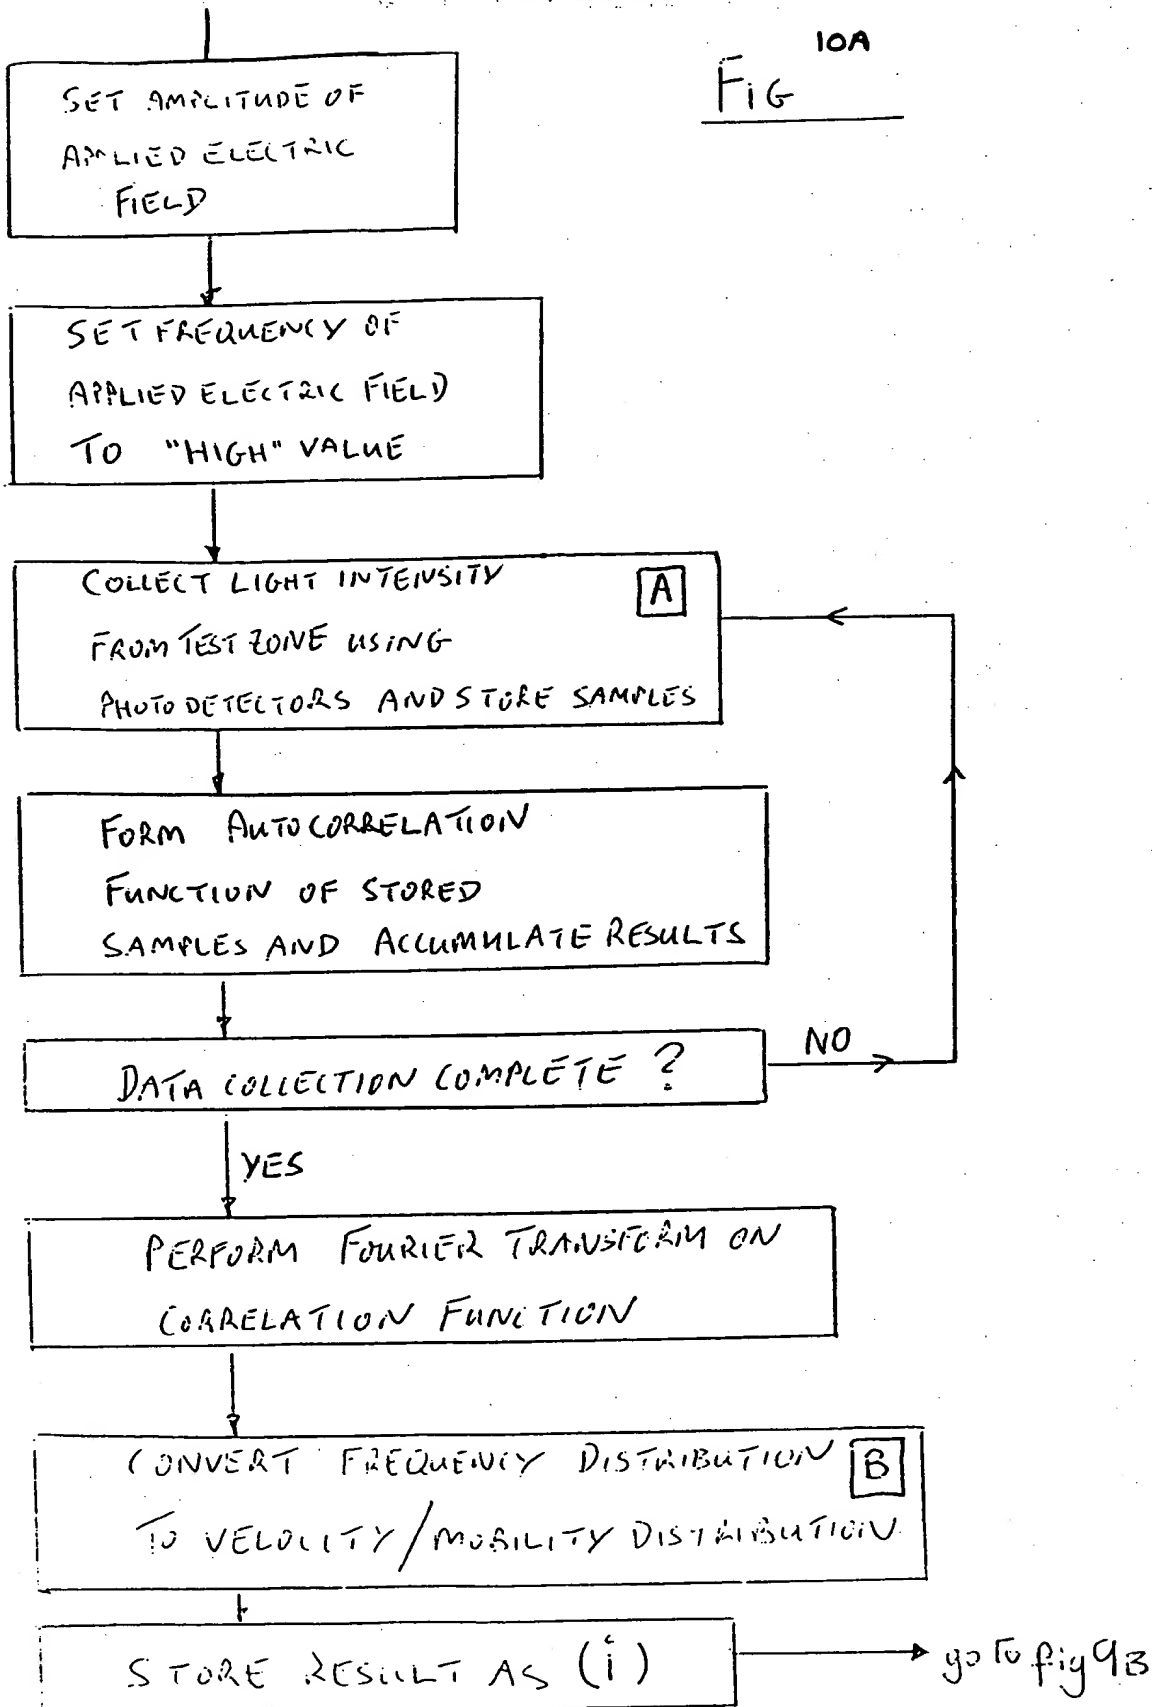 10A
FIG
SET AMPLITUDE OF
APPLIED ELECTRIC
FIELD
SET FREQUENCY OF
APPLIED ELECTRIC FIELD
TO "HIGH" VALUE
COLLECT LIGHT INTENSITY
A
FROM TEST ZONE USING
PHOTODETECTORS AND STORE SAMPLES
FORM AUTOCORRELATION
FUNCTION OF STORED
SAMPLES AND ACCUMULATE RESULTS
DATA COLLECTION COMPLETE ?
NO
YES
PERFORM FOURIER TRANSFORM ON
CORRELATION FUNCTION
CONVERT FREQUENCY DISTRIBUTION
B
TO VELOCITY/MOBILITY DISTRIBUTION
STORE RESULT AS (i)
go to fig 9B